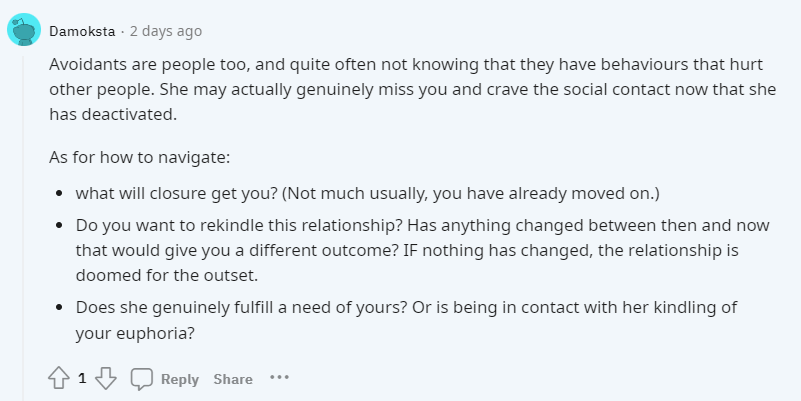 Damoksta · 2 days ago
Avoidants are people too, and quite often not knowing that they have behaviours that hurt
other people. She may actually genuinely miss you and crave the social contact now that she
has deactivated.
As for how to navigate:
• what will closure get you? (Not much usually, you have already moved on.)
• Do you want to rekindle this relationship? Has anything changed between then and now
that would give you a different outcome? IF nothing has changed, the relationship is
doomed for the outset.
• Does she genuinely fulfill a need of yours? Or is being in contact with her kindling of
your euphoria?
1 Reply Share ···